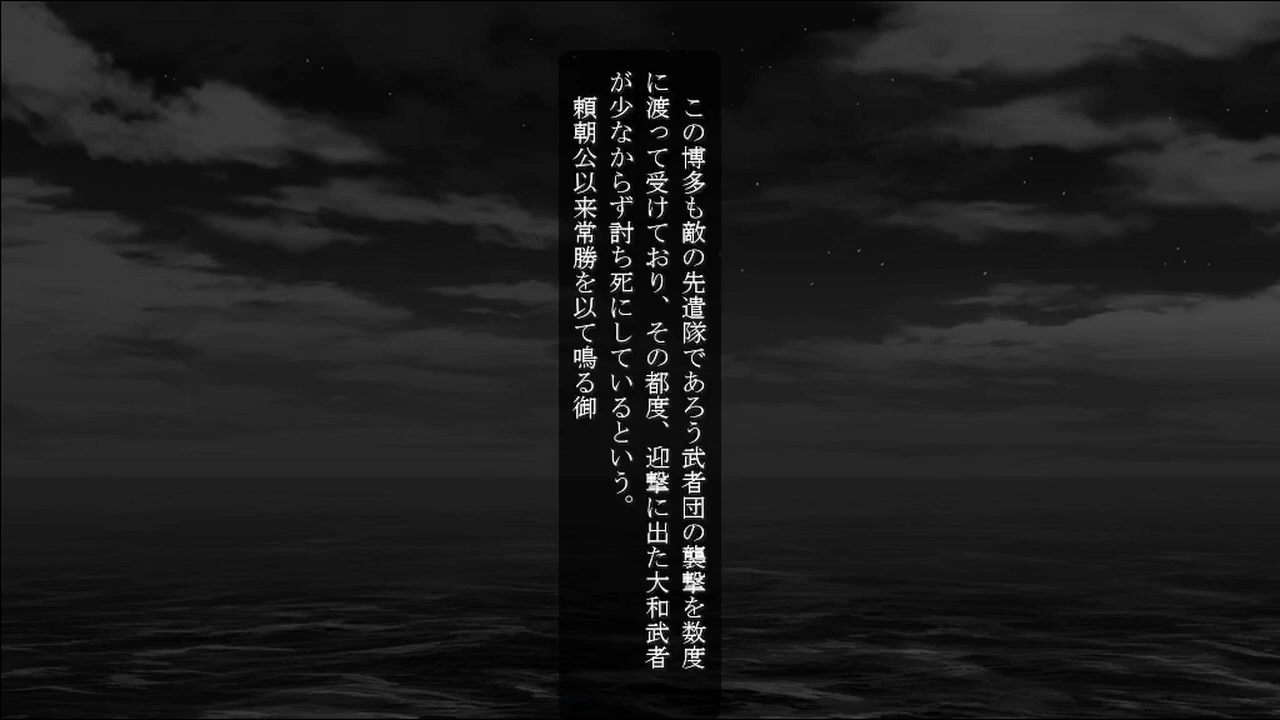 この博多も敵の先遣隊であろう武者団の襲撃を数度
に渡って受けており、その都度、迎撃に出た大和武者
が少なからず討ち死にしているという。
　頼朝公以来常勝を以て鳴る御